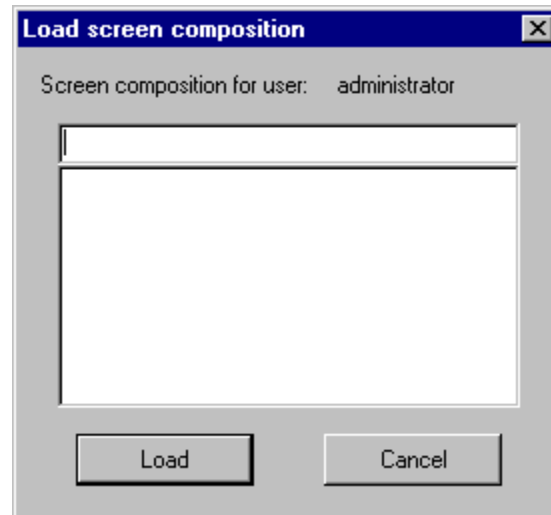 Load screen composition
Screen composition for user: administrator
Load Cancel